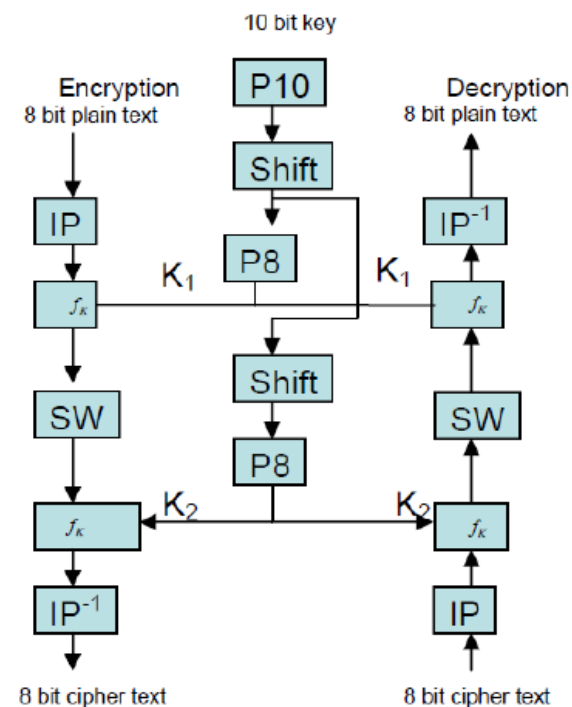 10 bit key
Encryption
8 bit plain text
P10
Decryption
8 bit plain text
Shift
IP
IP-1
P8
K1
K1
fK
fK
Shift
SW
SW
P8
K2
K2
fK
fK
IP-1
IP
8 bit cipher text
8 bit cipher text